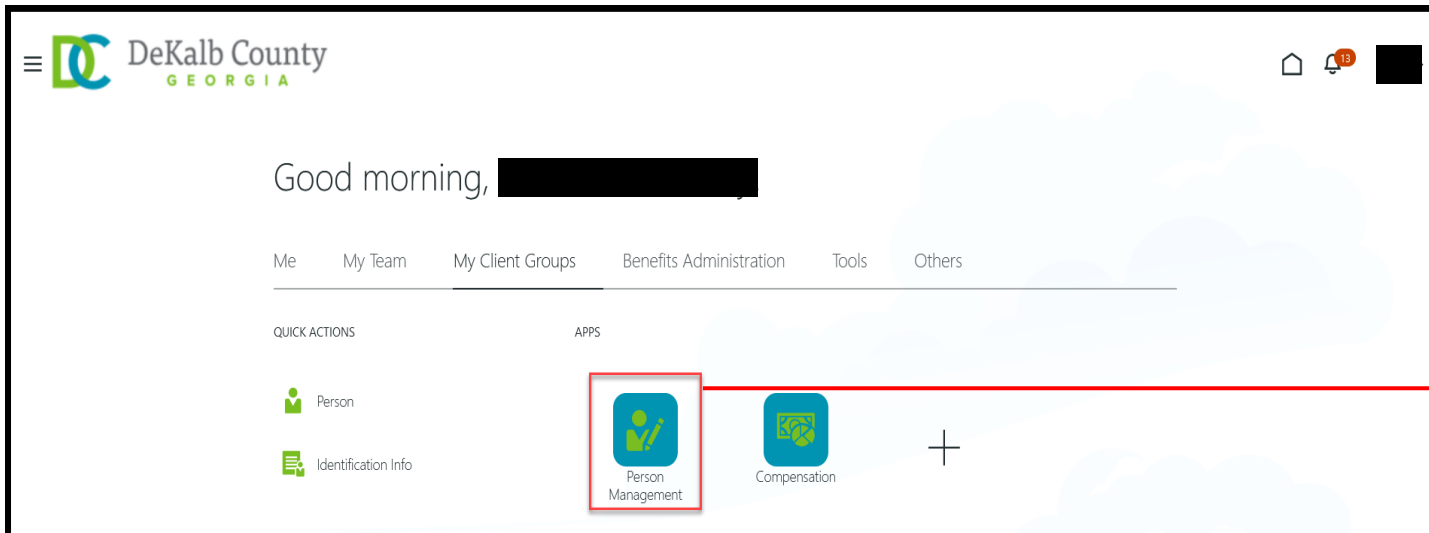 DeKalb County
GEORGIA
13
Good morning,
Me My Team My Client Groups Benefits Administration Tools Others
QUICK ACTIONS APPS
Person
Identification Info
Person
Management
Compensation